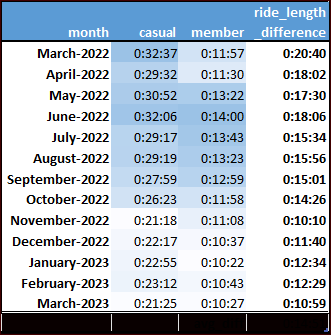 ride_length
month casual member _difference
March-2022 0:32:37 0:11:57 0:20:40
April-2022 0:29:32 0:11:30 0:18:02
May-2022 0:30:52 0:13:22 0:17:30
June-2022 0:32:06 0:14:00 0:18:06
July-2022 0:29:17 0:13:43 0:15:34
August-2022 0:29:19 0:13:23 0:15:56
September-2022 0:27:59 0:12:59 0:15:01
October-2022 0:26:23 0:11:58 0:14:26
November-2022 0:21:18 0:11:08 0:10:10
December-2022 0:22:17 0:10:37 0:11:40
January-2023 0:22:55 0:10:22 0:12:34
February-2023 0:23:12 0:10:43 0:12:29
March-2023 0:21:25 0:10:27 0:10:59